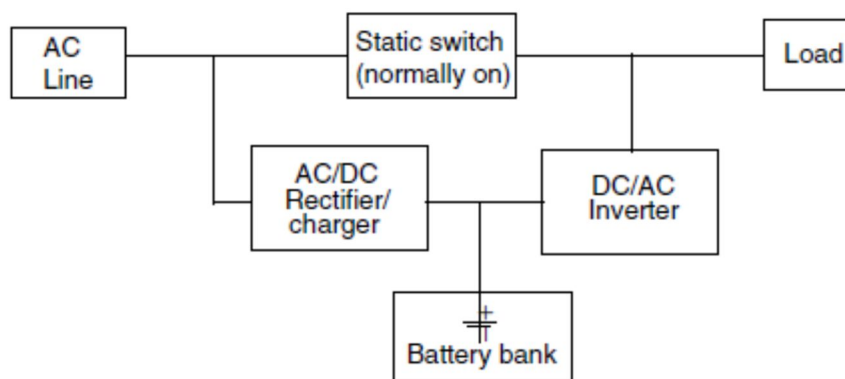 AC
Line
Static switch
(normally on)
Load
AC/DC
Rectifier/
charger
DC/AC
Inverter
+
Battery bank